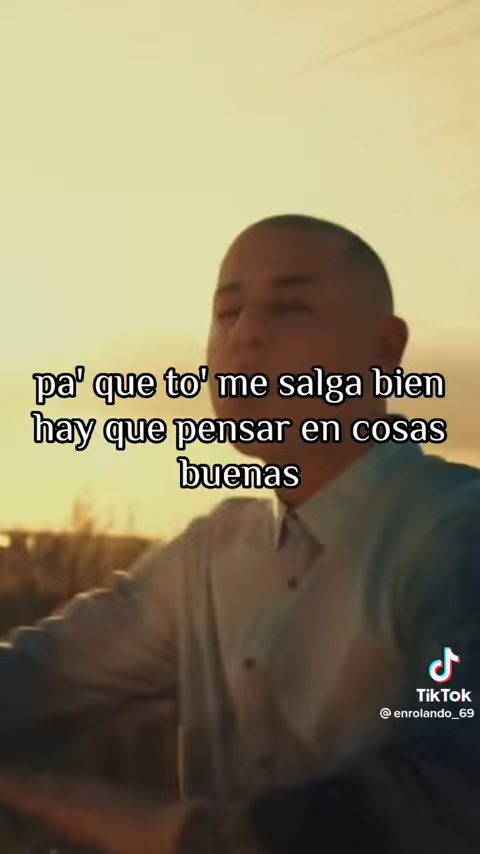 pa' que to' me salga bien
hay que pensar en cosas
buenas
TikTok
@enrolando_69